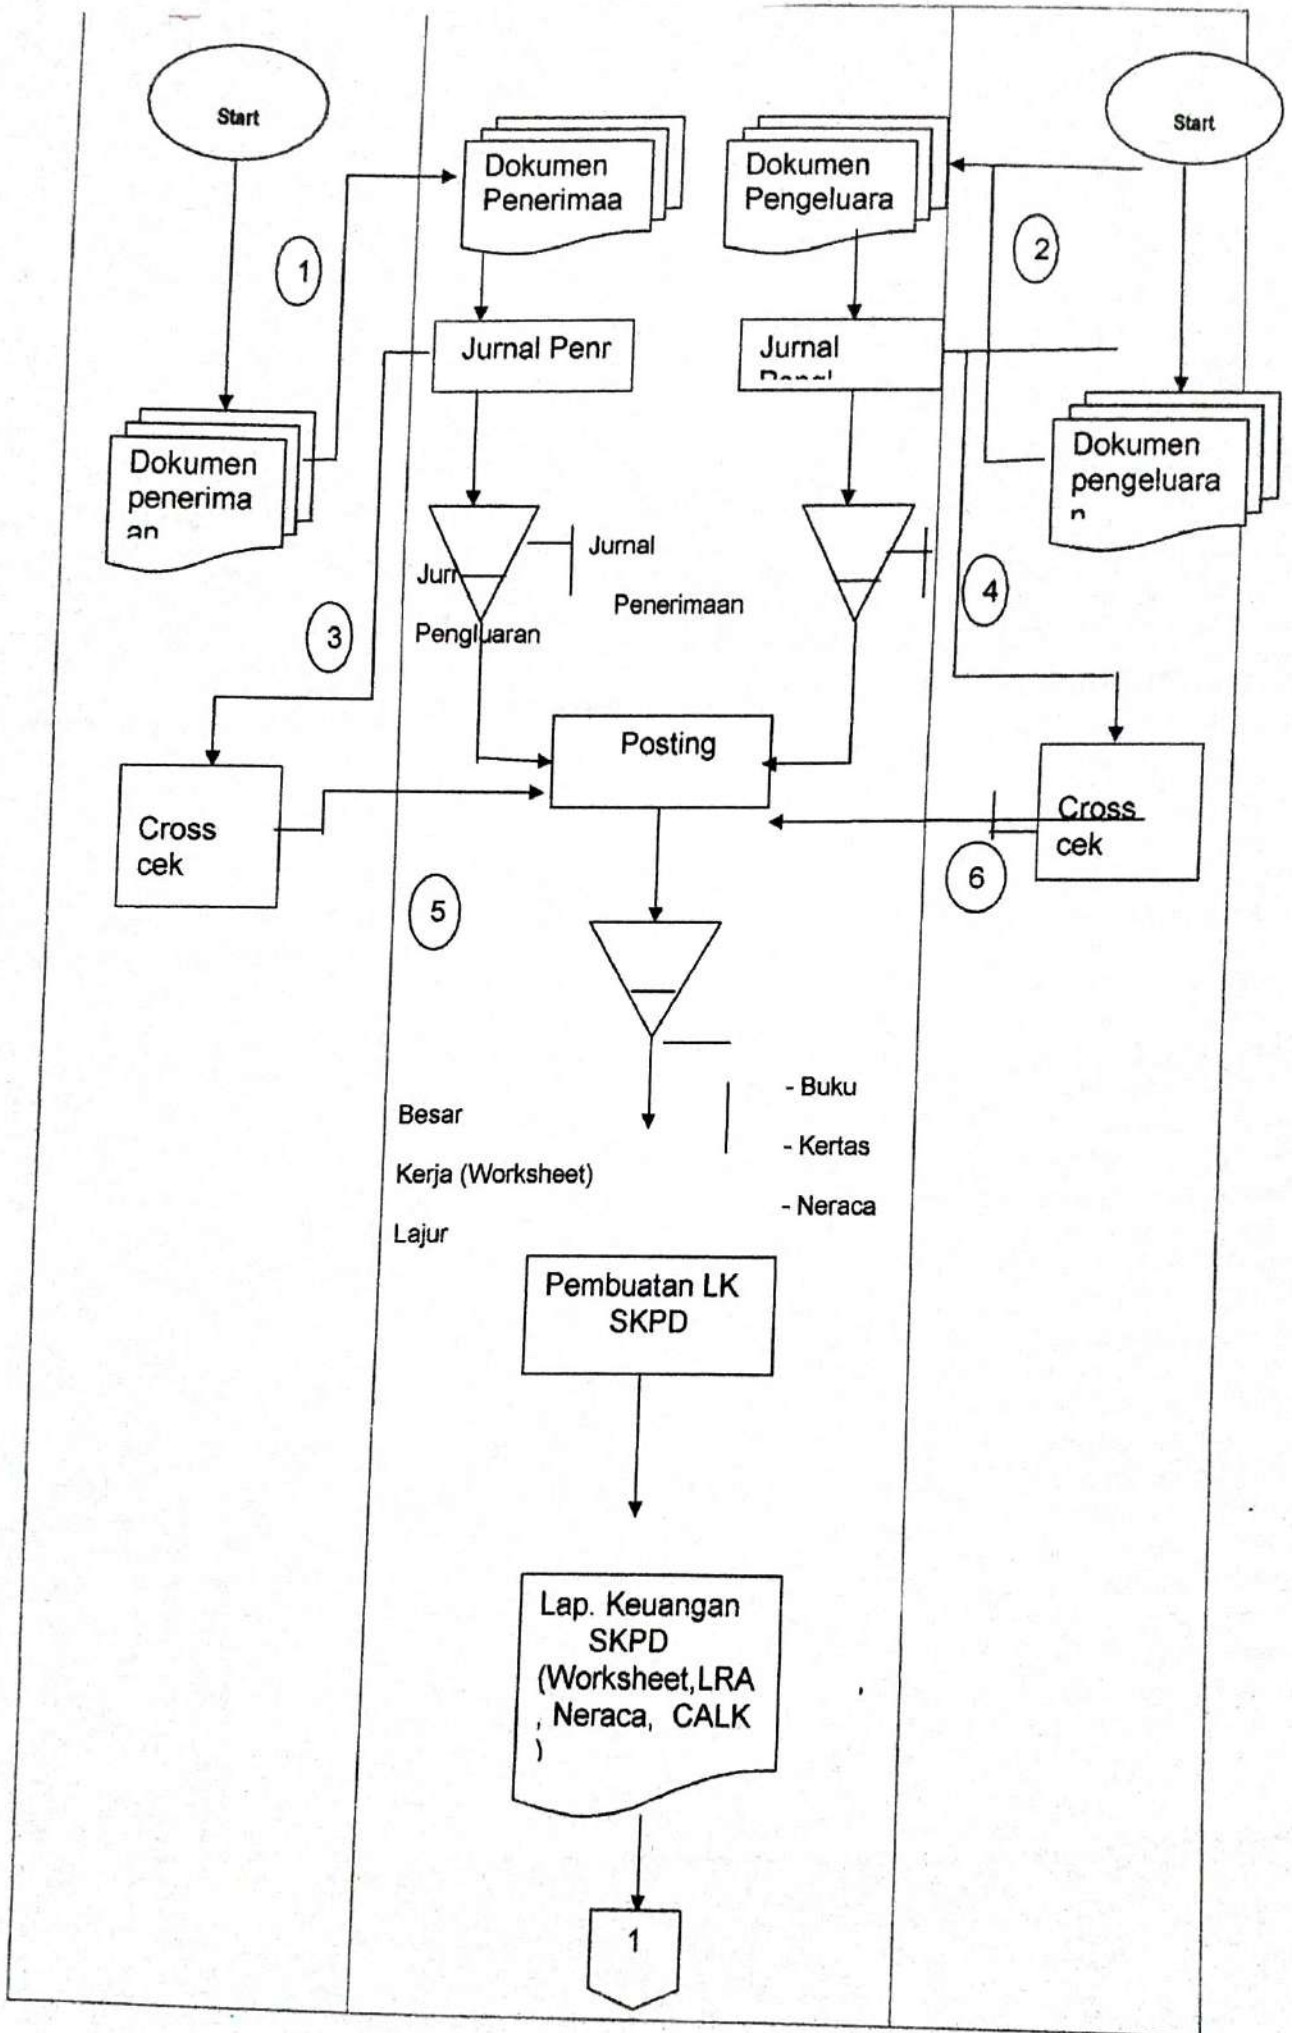 Start
Start
Dokumen
Penerimaa
Dokumen
Pengeluara
1
2
Jurnal Penr
Jurnal
Dokumen
penerima
an
Dokumen
pengeluara
n
Jurnal
Jurr
Penerimaan
Pengluaran
3
4
Posting
Cross
cek
Cross
cek
5
6
- Buku
Besar
- Kertas
Kerja (Worksheet)
- Neraca
Lajur
Pembuatan LK
SKPD
Lap. Keuangan
SKPD
(Worksheet,LRA
, Neraca, CALK
)
1